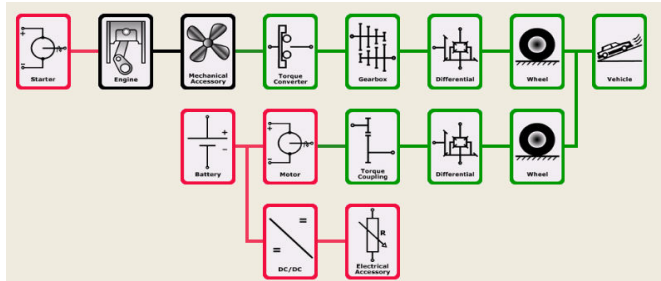 Starter
Engine
Mechanical
Accessory
Torque
Converter
Gearbox
Differential
Wheel
Vehicle
+
−
Battery
+
−
Motor
Torque
Coupling
Differential
Wheel
=
=
DC/DC
R
Electrical
Accessory